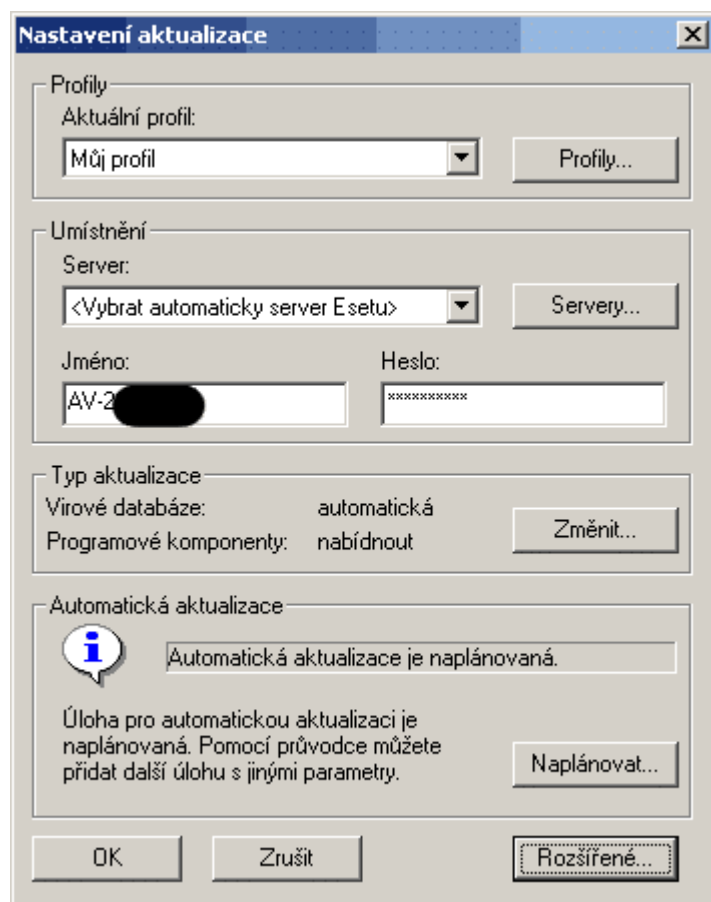 Nastavení aktualizace
Profily
Aktuální profil:
Můj profil
Profily...
Umístnění
Server:
<Vybrat automaticky server Esetu>
Servery...
Jméno:
Heslo:
AV-2
**********
Typ aktualizace
Virové databáze: automatická
Programové komponenty: nabídnout
Změnit...
Automatická aktualizace
Automatická aktualizace je naplánovaná.
Úloha pro automatickou aktualizaci je
naplánovaná. Pomocí průvodce můžete
přidat další úlohu s jinými parametry.
Naplánovat...
OK
Zrušit
Rozšířené...